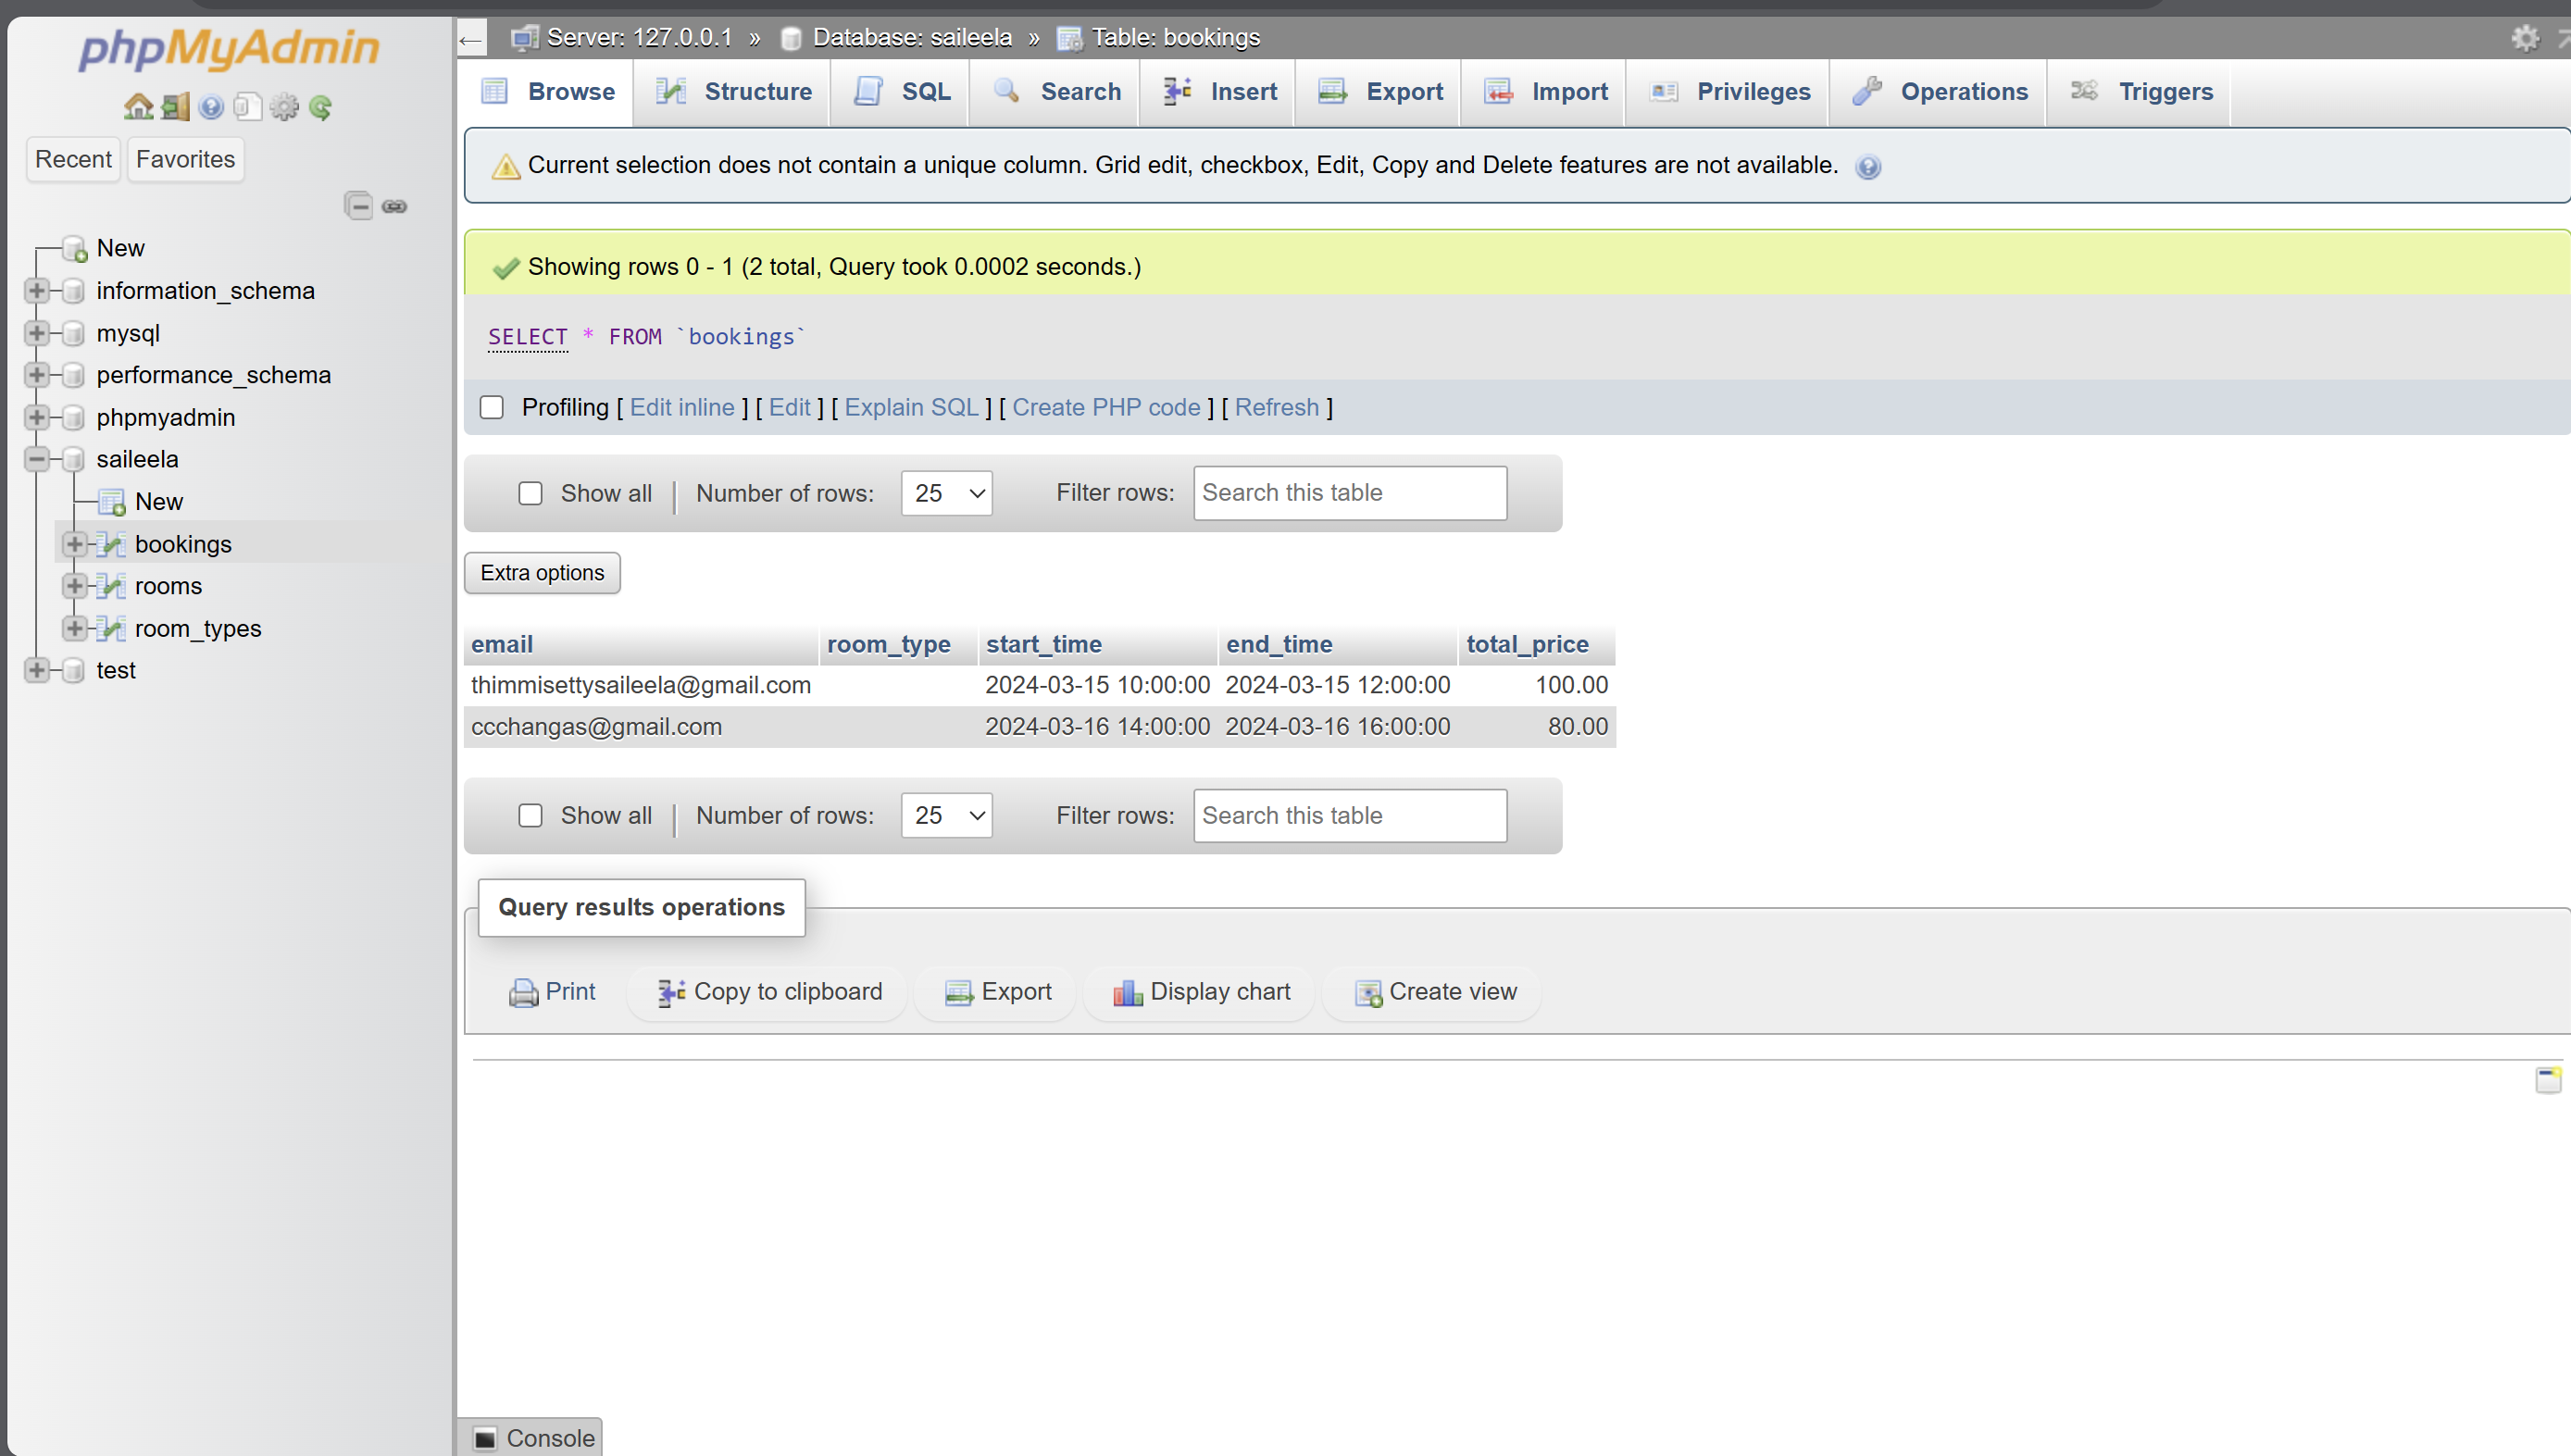 phpMyAdmin
Recent Favorites
New
information_schema
mysql
performance_schema
phpmyadmin
saileela
New
bookings
rooms
room_types
test
Server: 127.0.0.1 » Database: saileela » Table: bookings
Browse Structure SQL Search Insert Export Import Privileges Operations Triggers
Current selection does not contain a unique column. Grid edit, checkbox, Edit, Copy and Delete features are not available.
Showing rows 0 - 1 (2 total, Query took 0.0002 seconds.)
SELECT * FROM `bookings`
Profiling [ Edit inline ] [ Edit ] [ Explain SQL ] [ Create PHP code ] [ Refresh ]
Show all | Number of rows: 25 Filter rows: Search this table
Extra options
email room_type start_time end_time total_price
thimmisettysaileela@gmail.com 2024-03-15 10:00:00 2024-03-15 12:00:00 100.00
ccchangas@gmail.com 2024-03-16 14:00:00 2024-03-16 16:00:00 80.00
Show all | Number of rows: 25 Filter rows: Search this table
Query results operations
Print Copy to clipboard Export Display chart Create view
Console